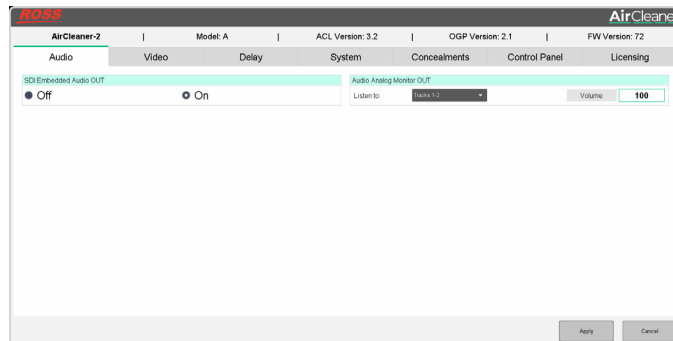 ROSS AirCleane
AirCleaner-2 | Model: A | ACL Version: 3.2 | OGP Version: 2.1 | FW Version: 72
Audio Video Delay System Concealments Control Panel Licensing
SDI Embedded Audio OUT Audio Analog Monitor OUT
Off On Listen to: Tracks 1-2 Volume: 100
Apply Cancel